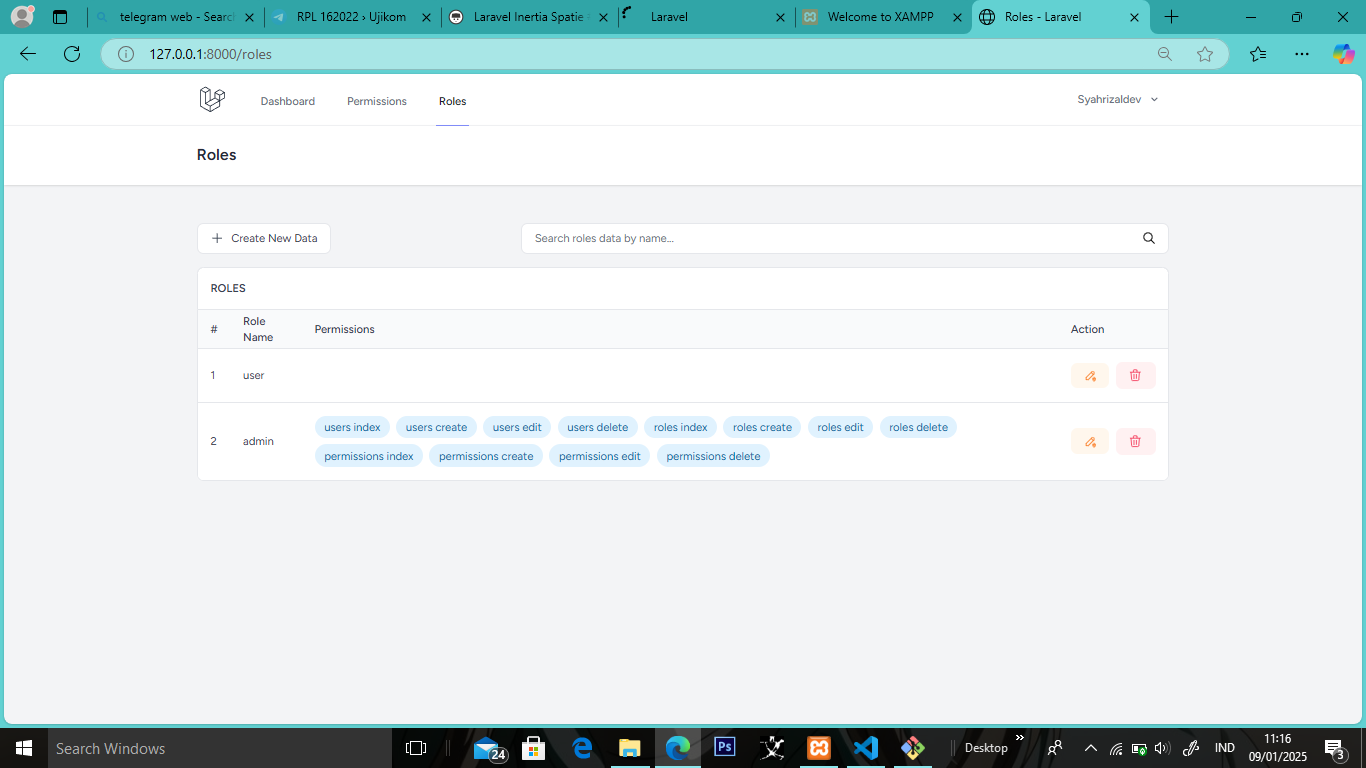 telegram web - Searc
RPL 162022 › Ujikom
Laravel Inertia Spatie
Laravel
Welcome to XAMPP
Roles - Laravel
127.0.0.1:8000/roles
Dashboard
Permissions
Roles
Syahrizaldev
Roles
Create New Data
Search roles data by name...
ROLES
# Role Name Permissions Action
1 user
2 admin
users index users create users edit users delete roles index roles create roles edit roles delete
permissions index permissions create permissions edit permissions delete
Search Windows
24
Ps
Desktop
IND
11:16
09/01/2025
3